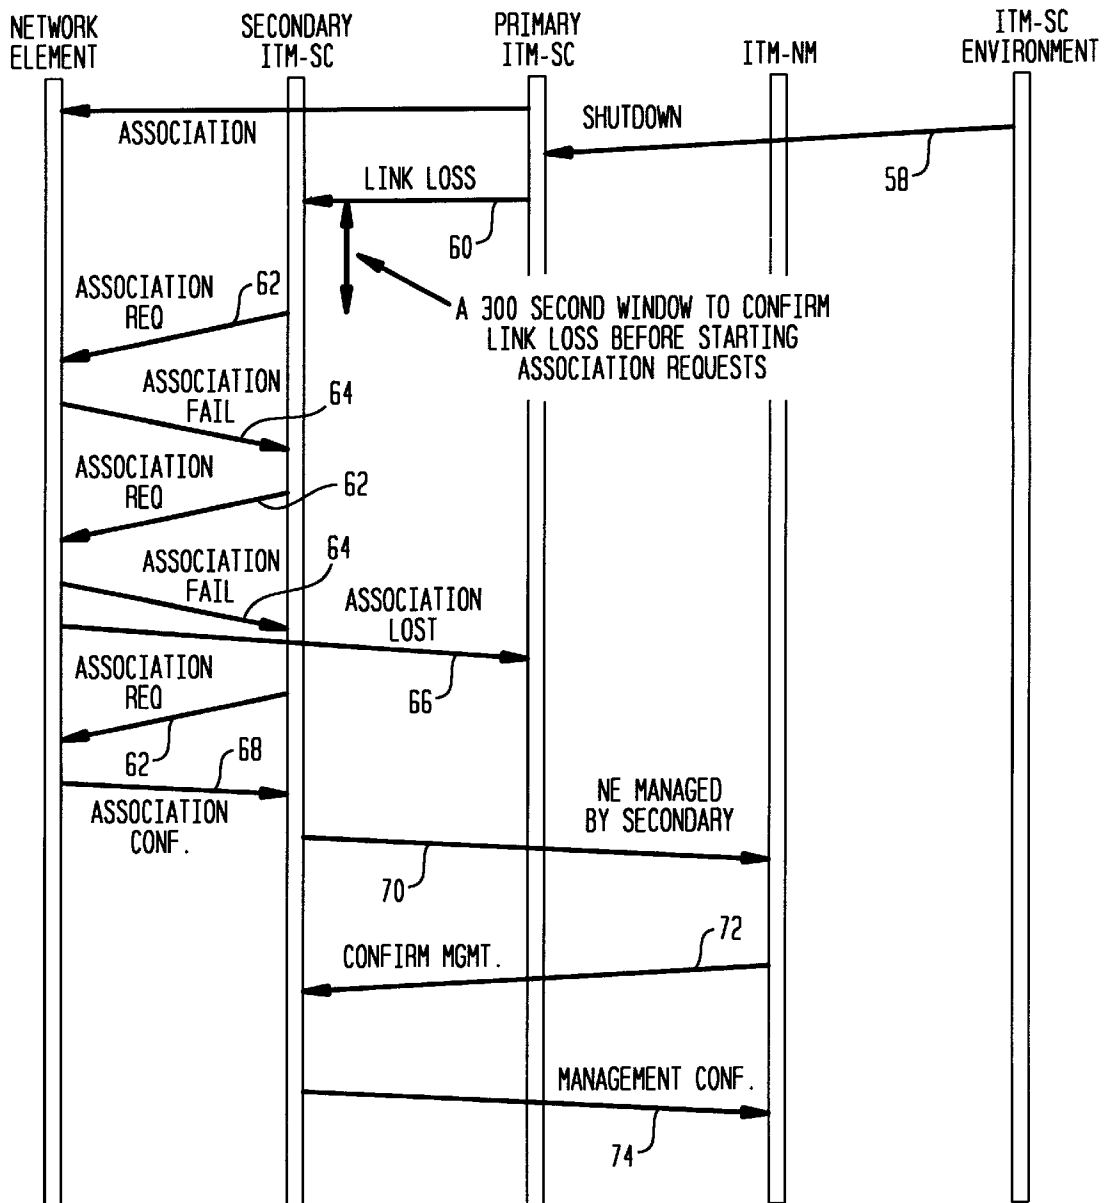 NETWORK
ELEMENT
SECONDARY
ITM-SC
PRIMARY
ITM-SC
ITM-NM
ITM-SC
ENVIRONMENT
ASSOCIATION
SHUTDOWN
58
LINK LOSS
60
A 300 SECOND WINDOW TO CONFIRM
LINK LOSS BEFORE STARTING
ASSOCIATION REQUESTS
ASSOCIATION
REQ
62
ASSOCIATION
FAIL
64
ASSOCIATION
REQ
62
ASSOCIATION
FAIL
64
ASSOCIATION
LOST
66
ASSOCIATION
REQ
62
68
ASSOCIATION
CONF.
NE MANAGED
BY SECONDARY
70
72
CONFIRM MGMT.
MANAGEMENT CONF.
74